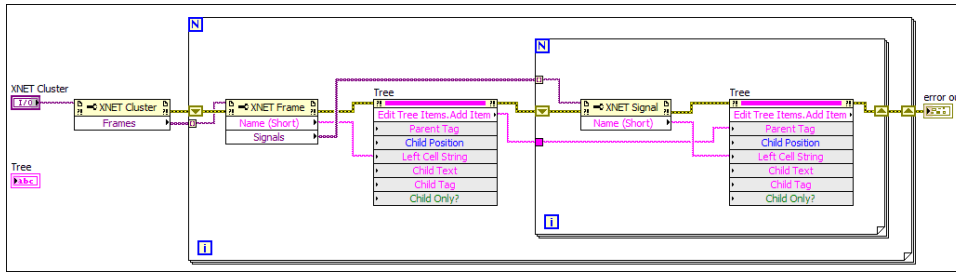 N
N
XNET Cluster
I/O
XNET Cluster
Frames
XNET Frame
Name (Short)
Signals
Tree
Edit Tree Items.Add Item
Parent Tag
Child Position
Left Cell String
Child Text
Child Tag
Child Only?
XNET Signal
Name (Short)
Tree
Edit Tree Items.Add Item
Parent Tag
Child Position
Left Cell String
Child Text
Child Tag
Child Only?
error ou
Tree
Abc
i
i